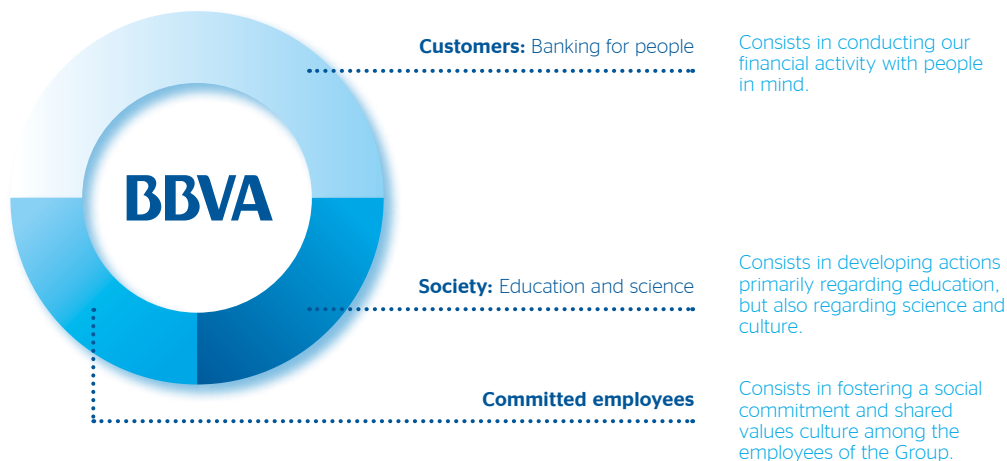 BBVA
Customers: Banking for people
Consists in conducting our
financial activity with people
in mind.
Society: Education and science
Consists in developing actions
primarily regarding education,
but also regarding science and
culture.
Committed employees
Consists in fostering a social
commitment and shared
values culture among the
employees of the Group.